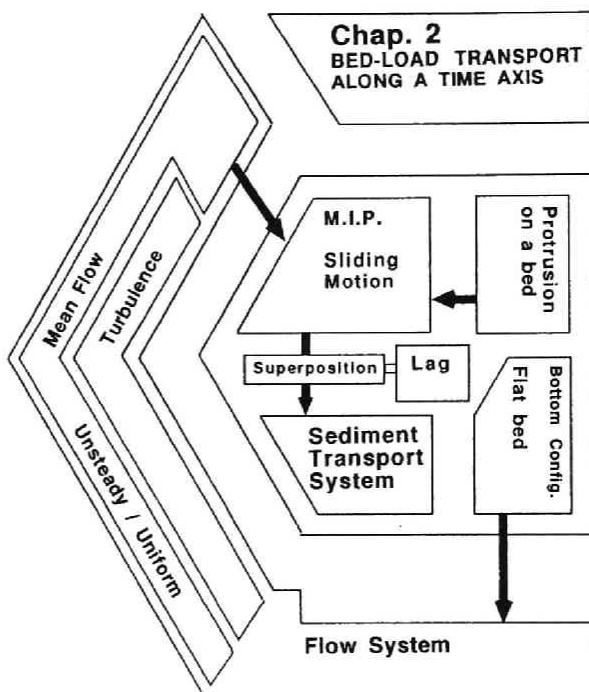 Chap. 2
BED-LOAD TRANSPORT
ALONG A TIME AXIS
Mean Flow
Turbulence
Unsteady / Uniform
M.I.P.
Sliding
Motion
Protrusion
on a bed
Superposition
Lag
Sediment
Transport
System
Bottom Config.
Flat bed
Flow System